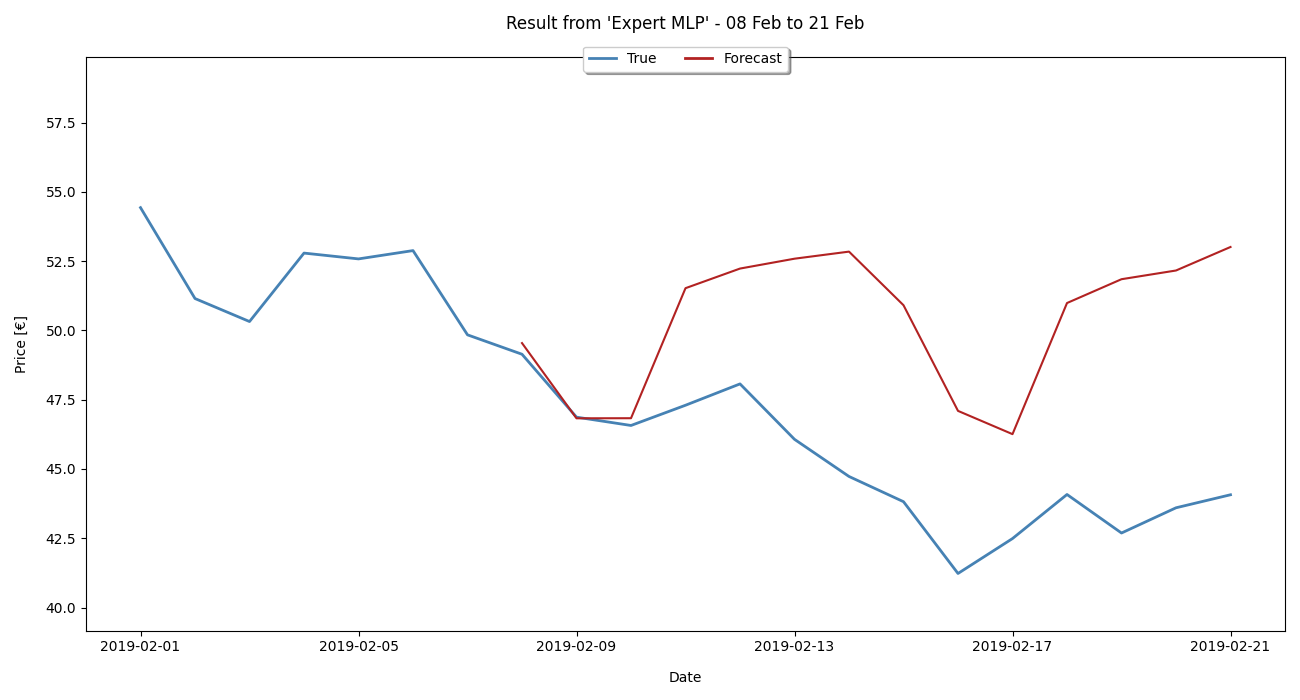 Result from 'Expert MLP' - 08 Feb to 21 Feb
True
Forecast
57.5
55.0
52.5
50.0
47.5
45.0
42.5
40.0
Price [€]
2019-02-01
2019-02-05
2019-02-09
2019-02-13
2019-02-17
2019-02-21
Date